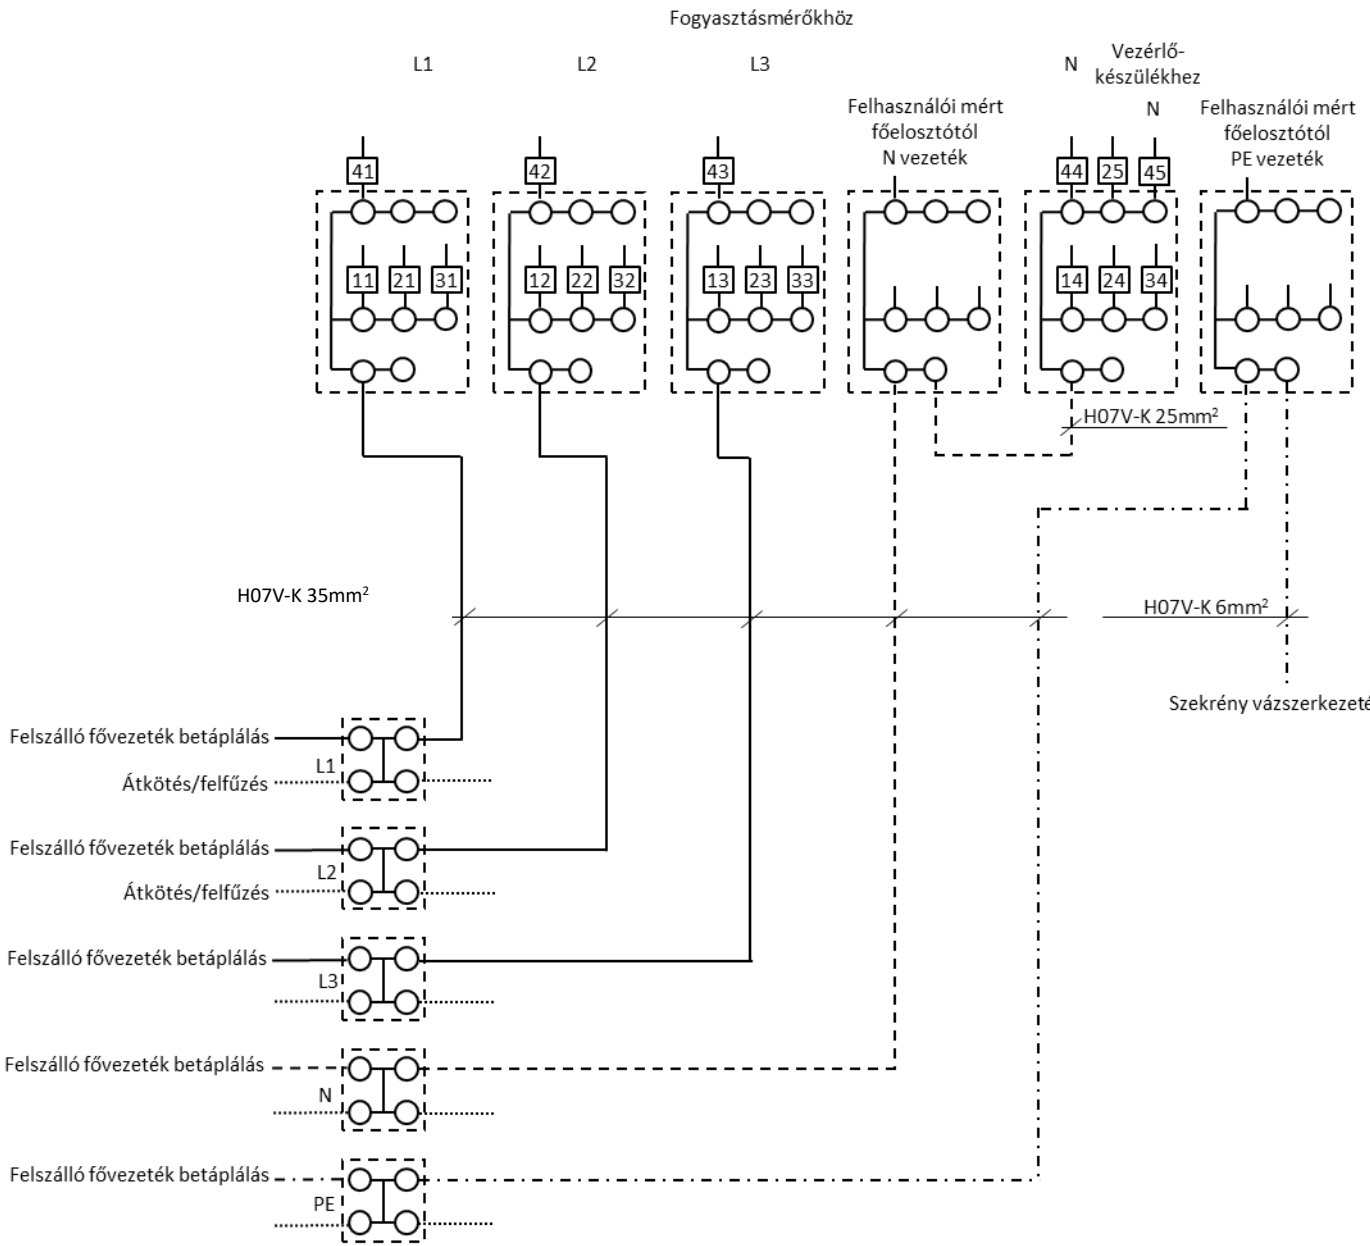 Fogyasztásmérőkhöz
L1
L2
L3
N
Vezérlő-
készülékhez
N
Felhasználói mért
főelosztótól
N vezeték
Felhasználói mért
főelosztótól
PE vezeték
41
42
43
44
25
45
11
21
31
12
22
32
13
23
33
14
24
34
H07V-K 25mm²
H07V-K 35mm²
H07V-K 6mm²
Szekrény vázszerkezeté
Felszálló fővezeték betáplálás
L1
Átkötés/felfűzés
Felszálló fővezeték betáplálás
L2
Átkötés/felfűzés
Felszálló fővezeték betáplálás
L3
Felszálló fővezeték betáplálás
N
Felszálló fővezeték betáplálás
PE